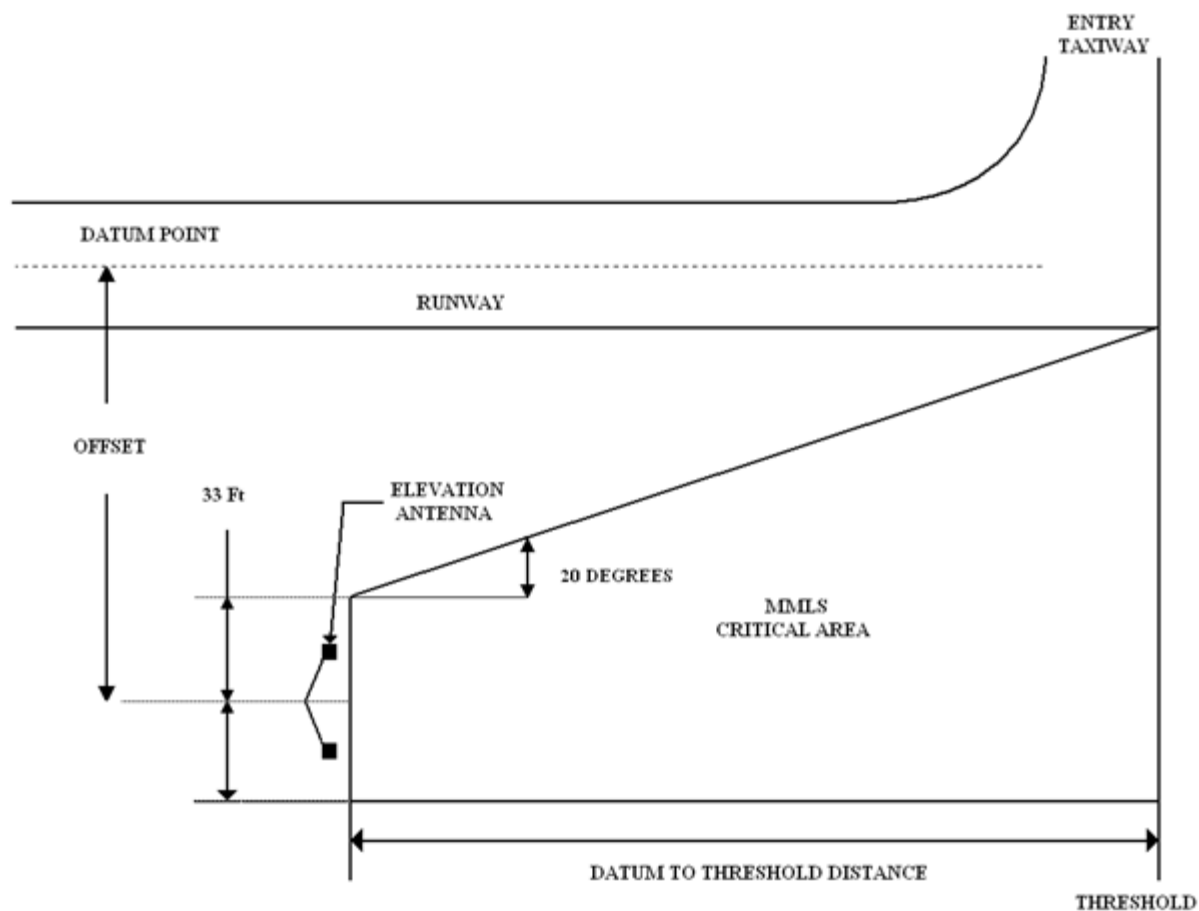 ENTRY
TAXIWAY
DATUM POINT
RUNWAY
OFFSET
33 Ft
ELEVATION
ANTENNA
20 DEGREES
MMLS
CRITICAL AREA
DATUM TO THRESHOLD DISTANCE
THRESHOLD